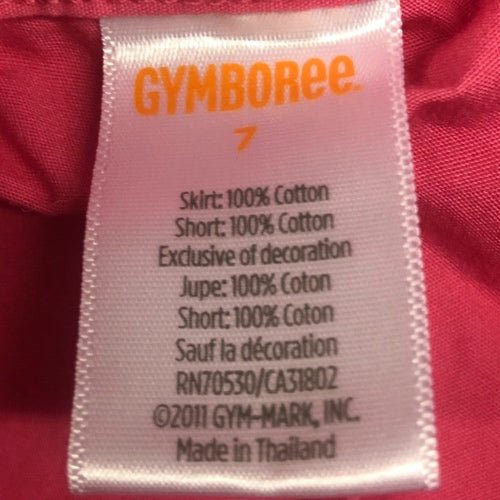 GYMBOREE
7
Skirt: 100% Cotton
Short: 100% Cotton
Exclusive of decoration
Jupe: 100% Coton
Short: 100% Coton
Sauf la décoration
RN70530/CA31802
©2011 GYM-MARK, INC.
Made in Thailand